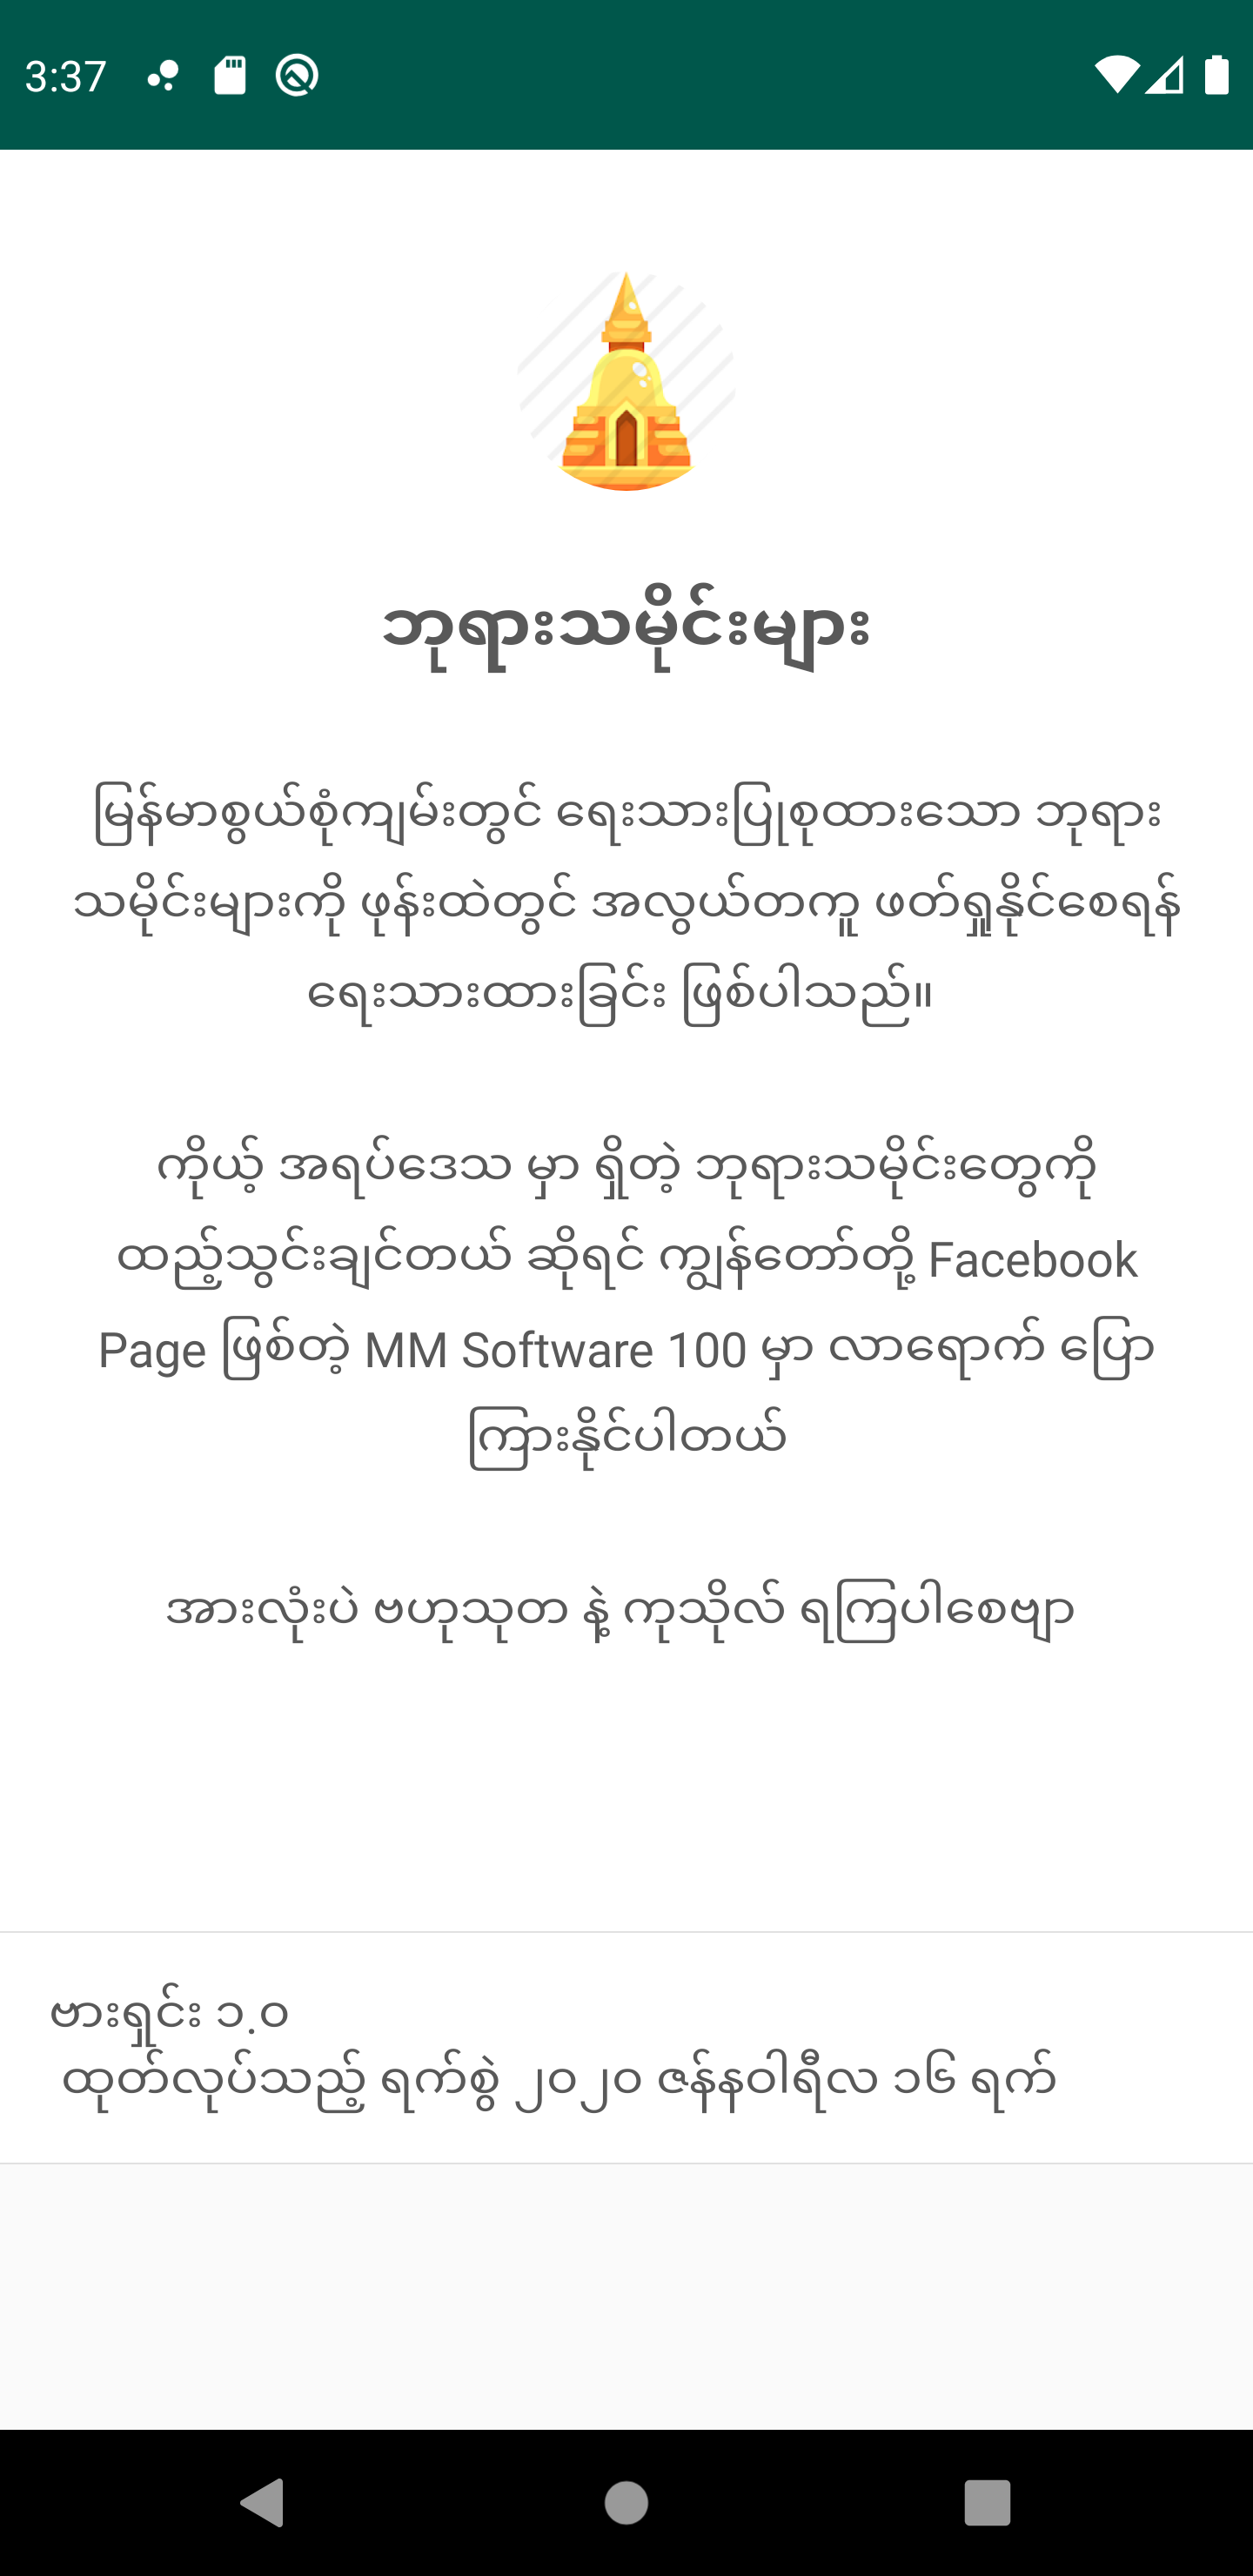 3:37
ဘုရားသမိုင်းများ
မြန်မာစွယ်စုံကျမ်းတွင် ရေးသားပြုစုထားသော ဘုရား
သမိုင်းများကို ဖုန်းထဲတွင် အလွယ်တကူ ဖတ်ရှူနိုင်စေရန်
ရေးသားထားခြင်း ဖြစ်ပါသည်။
ကိုယ့် အရပ်ဒေသ မှာ ရှိတဲ့ ဘုရားသမိုင်းတွေကို
ထည့်သွင်းချင်တယ် ဆိုရင် ကျွန်တော်တို့ Facebook
Page ဖြစ်တဲ့ MM Software 100 မှာ လာရောက် ပြော
ကြားနိုင်ပါတယ်
အားလုံးပဲ ဗဟုသုတ နဲ့ ကုသိုလ် ရကြပါစေဗျာ
ဗားရှင်း ၁.၀
ထုတ်လုပ်သည့် ရက်စွဲ ၂၀၂၀ ဇန်နဝါရီလ ၁၆ ရက်